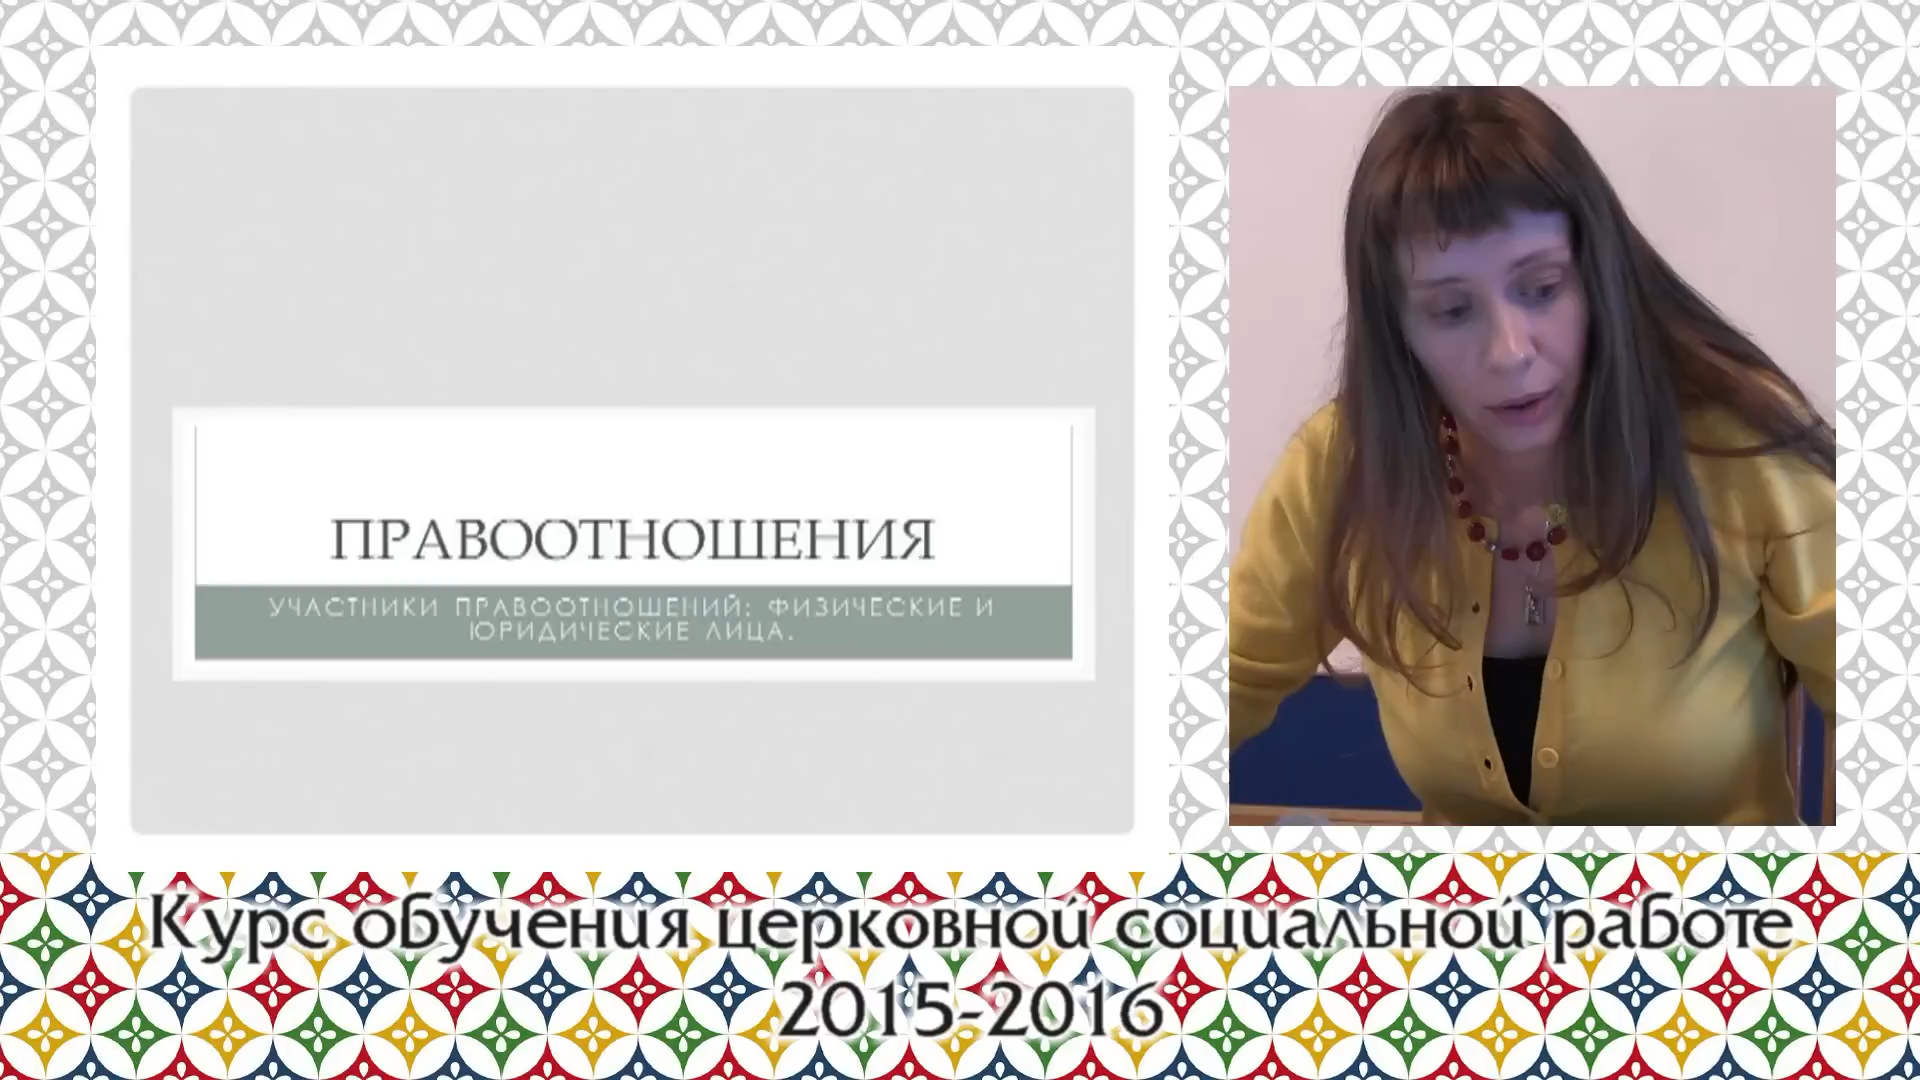 ПРАВООТНОШЕНИЯ
УЧАСТНИКИ ПРАВООТНОШЕНИЙ: ФИЗИЧЕСКИЕ И
ЮРИДИЧЕСКИЕ ЛИЦА.
Курс обучения церковной социальной работе
2015-2016